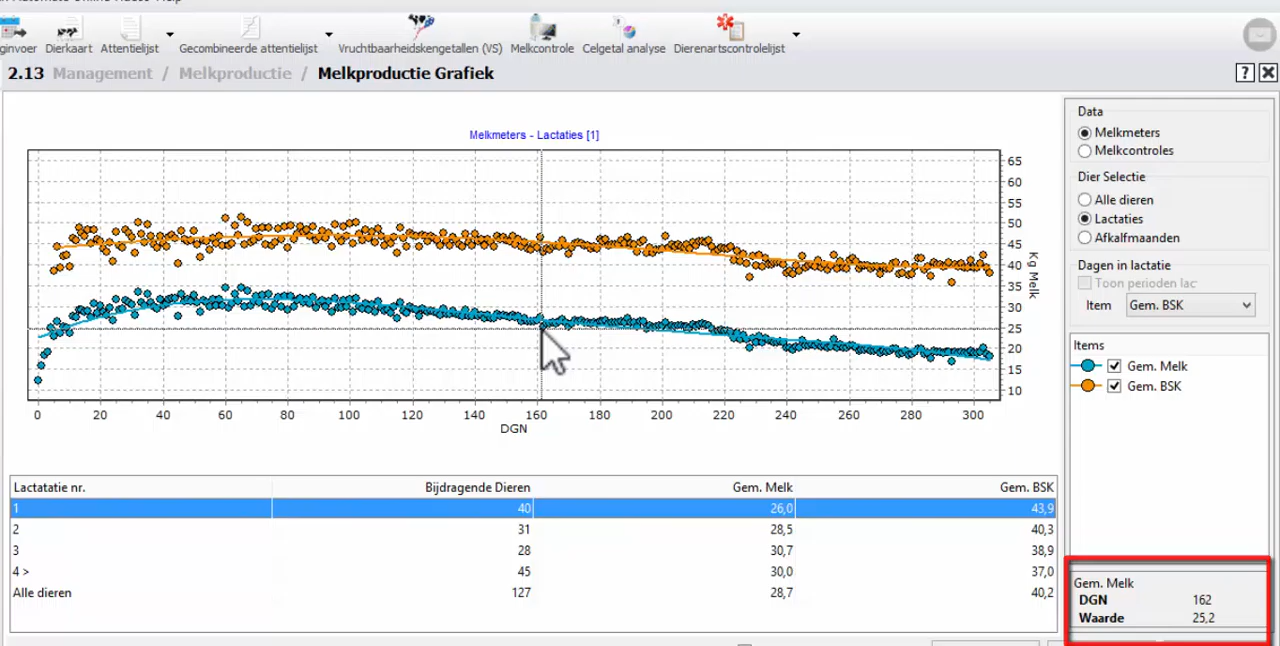 ginvoer Dierkaart Attentielijst Gecombineerde attentielijst Vruchtbaarheidskengetallen (VS) Melkcontrole Celgetal analyse Dierenartscontrolelijst
2.13 Management / Melkproductie / Melkproductie Grafiek
?
Melkmeters - Lactaties [1]
65
60
55
50
45
40
35
30
25
20
15
10
Kg Melk
0 20 40 60 80 100 120 140 160 180 200 220 240 260 280 300
DGN
Data
Melkmeters
Melkcontroles
Dier Selectie
Alle dieren
Lactaties
Afkalfmaanden
Dagen in lactatie
Toon perioden lac
Item Gem. BSK
Items
Gem. Melk
Gem. BSK
Lactatatie nr. Bijdragende Dieren Gem. Melk Gem. BSK
1 40 26,0 43,9
2 31 28,5 40,3
3 28 30,7 38,9
4 > 45 30,0 37,0
Alle dieren 127 28,7 40,2
Gem. Melk
DGN 162
Waarde 25,2